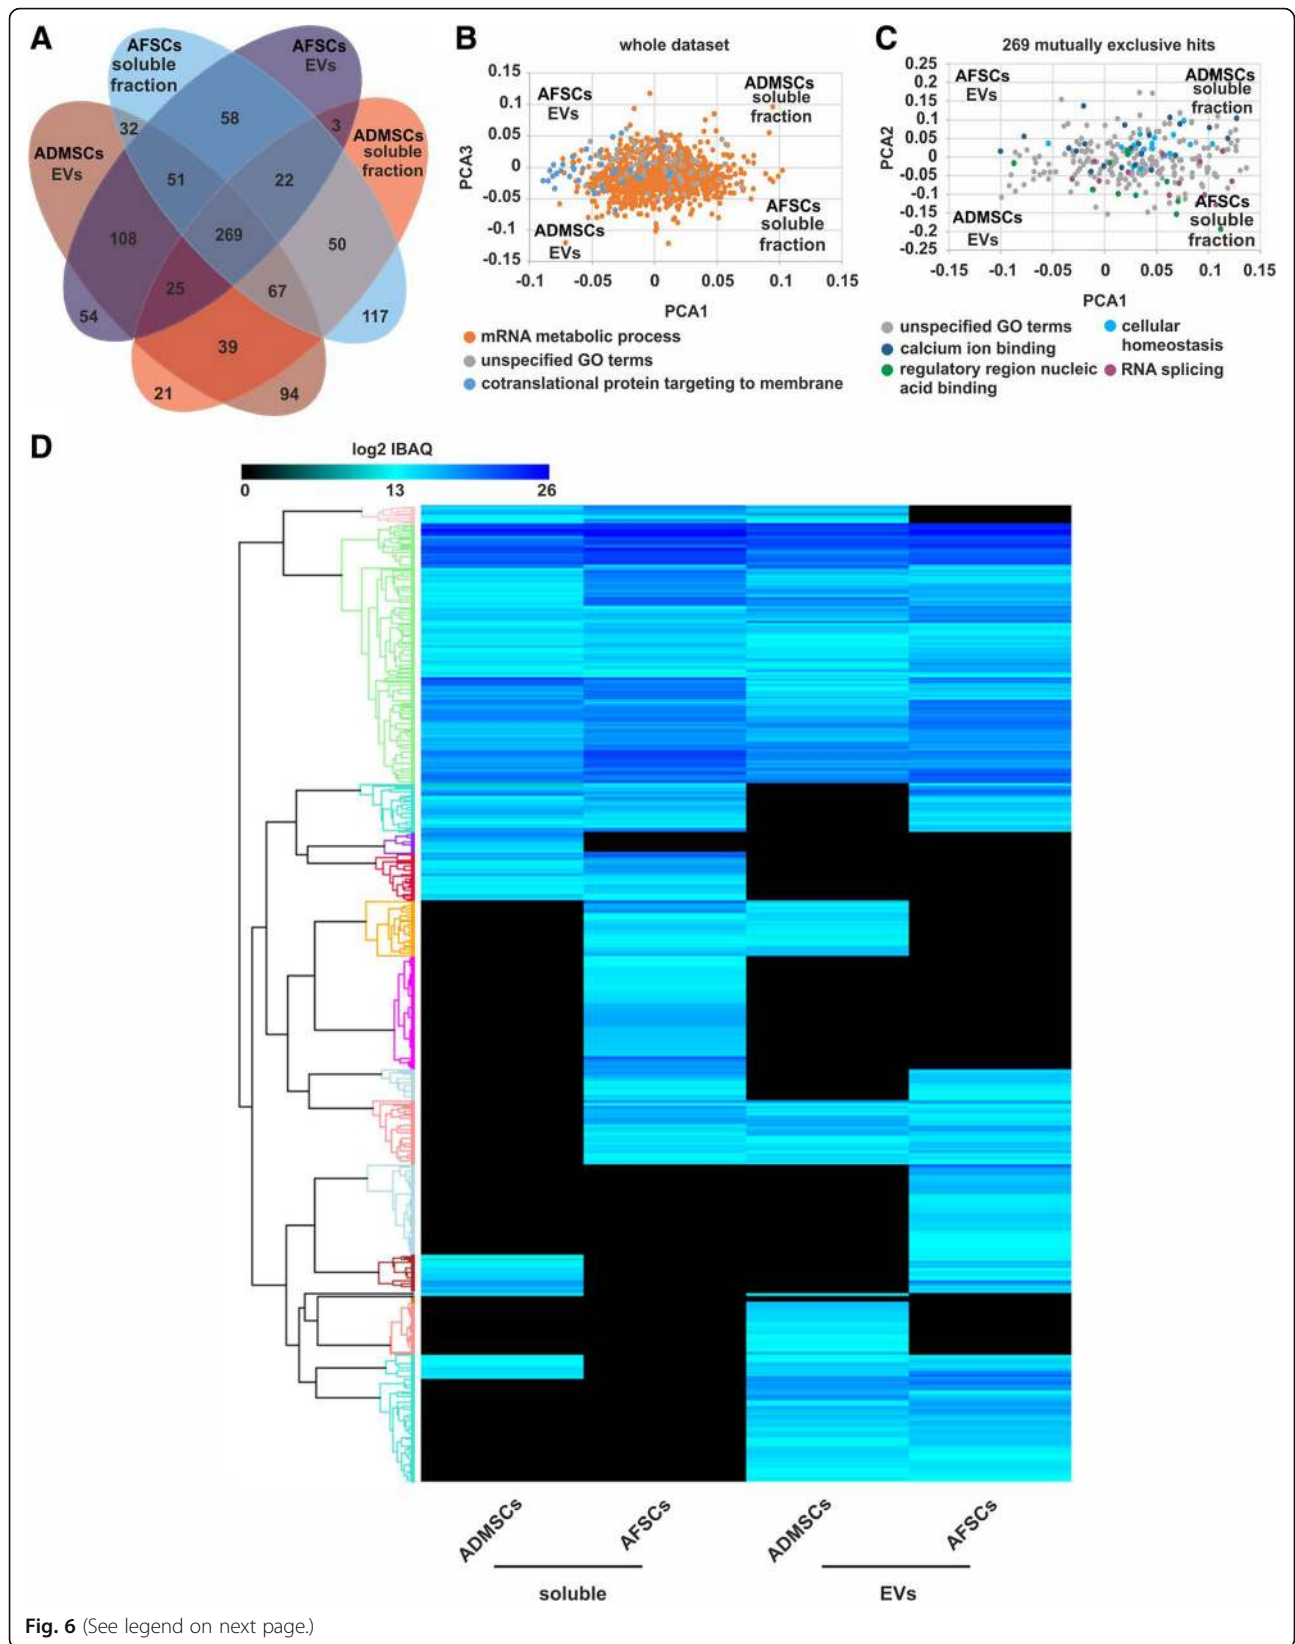 A
AFSCs
soluble
fraction
AFSCs
EVs
ADMSCs
EVs
ADMSCs
soluble
fraction
32
58
3
51
22
108
269
50
25
67
54
117
39
21
94
B
whole dataset
0.15
0.1
0.05
0
-0.05
-0.1
-0.15
PCA3
AFSCs
EVs
ADMSCs
soluble
fraction
ADMSCs
EVs
AFSCs
soluble
fraction
-0.1 -0.05 0 0.05 0.1 0.15
PCA1
mRNA metabolic process
unspecified GO terms
cotranslational protein targeting to membrane
C
269 mutually exclusive hits
0.25
0.2
0.15
0.1
0.05
0
-0.05
-0.1
-0.15
-0.2
-0.25
PCA2
AFSCs
EVs
ADMSCs
soluble
fraction
ADMSCs
EVs
AFSCs
soluble
fraction
-0.15 -0.05 0 0.05 0.1 0.15
PCA1
unspecified GO terms
calcium ion binding
regulatory region nucleic
acid binding
cellular
homeostasis
RNA splicing
D
log2 IBAQ
0 13 26
ADMSCs
AFSCs
ADMSCs
AFSCs
soluble
EVs
Fig. 6 (See legend on next page.)